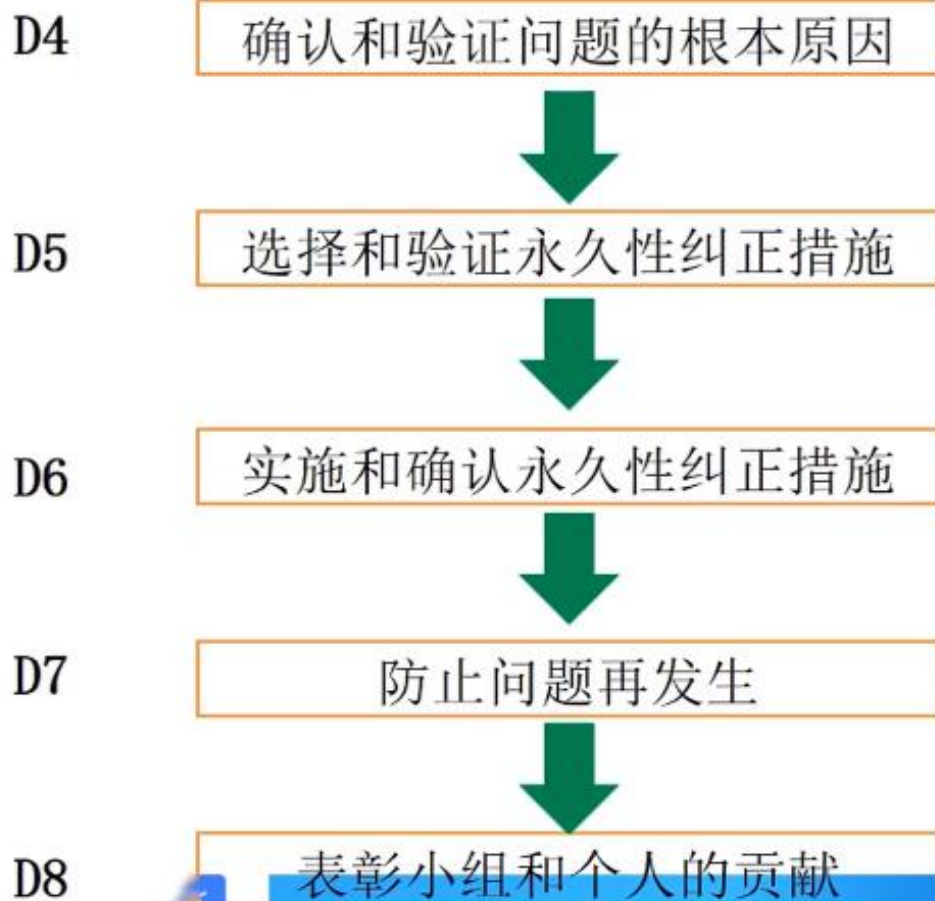 D4 确认和验证问题的根本原因
D5 选择和验证永久性纠正措施
D6 实施和确认永久性纠正措施
D7 防止问题再发生
D8 表彰小组和个人的贡献